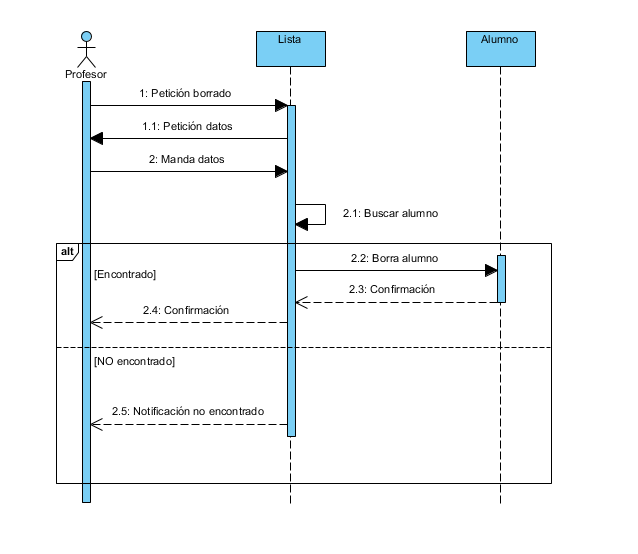 Profesor
Lista
Alumno
1: Petición borrado
1.1: Petición datos
2: Manda datos
2.1: Buscar alumno
alt
2.2: Borra alumno
[Encontrado]
2.3: Confirmación
2.4: Confirmación
[NO encontrado]
2.5: Notificación no encontrado